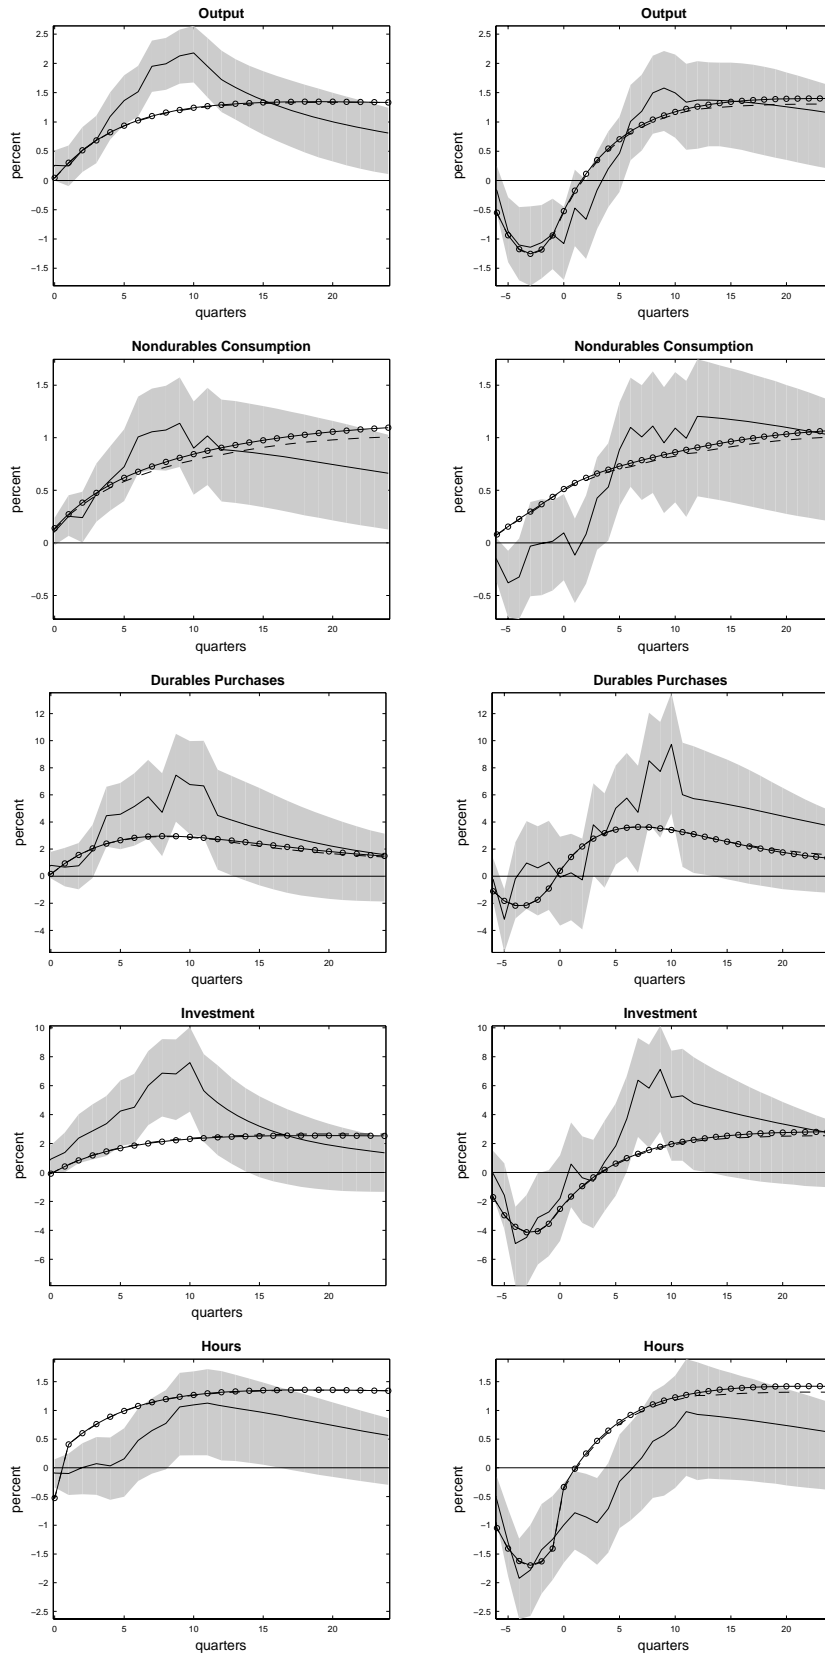 Output
percent
2.5
2
1.5
1
0.5
0
−0.5
−1
−1.5
0 5 10 15 20
quarters
Output
percent
2.5
2
1.5
1
0.5
0
−0.5
−1
−1.5
−5 0 5 10 15 20
quarters
Nondurables Consumption
percent
1.5
1
0.5
0
−0.5
0 5 10 15 20
quarters
Nondurables Consumption
percent
1.5
1
0.5
0
−0.5
−5 0 5 10 15 20
quarters
Durables Purchases
percent
12
10
8
6
4
2
0
−2
−4
0 5 10 15 20
quarters
Durables Purchases
percent
12
10
8
6
4
2
0
−2
−4
−5 0 5 10 15 20
quarters
Investment
percent
10
8
6
4
2
0
−2
−4
−6
0 5 10 15 20
quarters
Investment
percent
10
8
6
4
2
0
−2
−4
−6
−5 0 5 10 15 20
quarters
Hours
percent
1.5
1
0.5
0
−0.5
−1
−1.5
−2
−2.5
0 5 10 15 20
quarters
Hours
percent
1.5
1
0.5
0
−0.5
−1
−1.5
−2
−2.5
−5 0 5 10 15 20
quarters